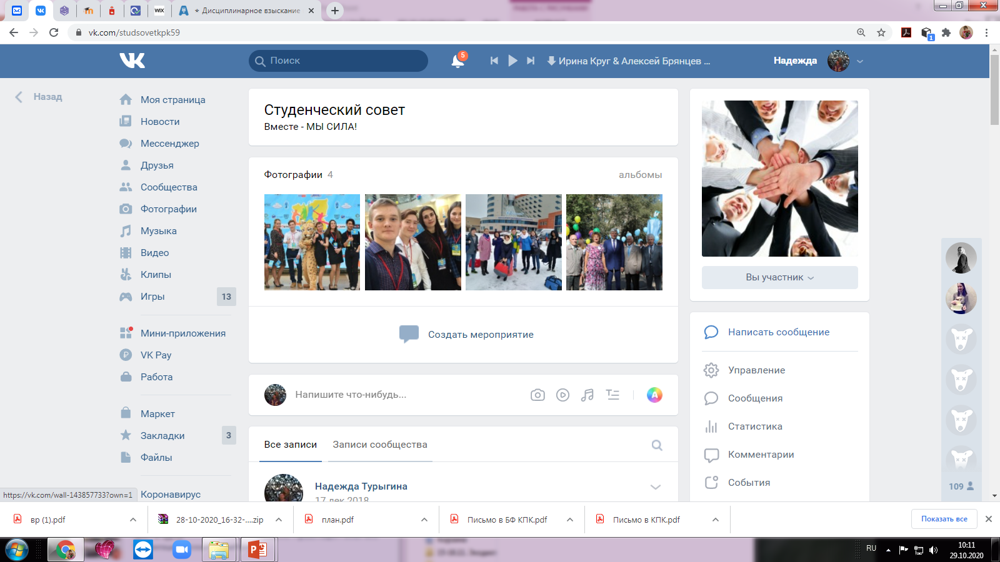 WIX
⭐ Дисциплинарное взыскание
vk.com/studsovetkpk59
1
Поиск
5
Ирина Круг & Алексей Брянцев ...
Надежда
Назад
Моя страница
Новости
Мессенджер
Друзья
Сообщества
Фотографии
Музыка
Видео
Клипы
Игры
13
Мини-приложения
VK Pay
Работа
Маркет
Закладки
3
Файлы
Коронавирус
https://vk.com/wall-143857733?own=1
Студенческий совет
Вместе - МЫ СИЛА!
Фотографии 4
альбомы
Создать мероприятие
Напишите что-нибудь...
A
Все записи
Записи сообщества
Надежда Турыгина
17 дек 2018
Вы участник
Написать сообщение
Управление
Сообщения
Статистика
Комментарии
События
109
вр (1).pdf
28-10-2020_16-32-....zip
план.pdf
Письмо в БФ КПК.pdf
Письмо в КПК.pdf
Показать все
RU
10:11
29.10.2020